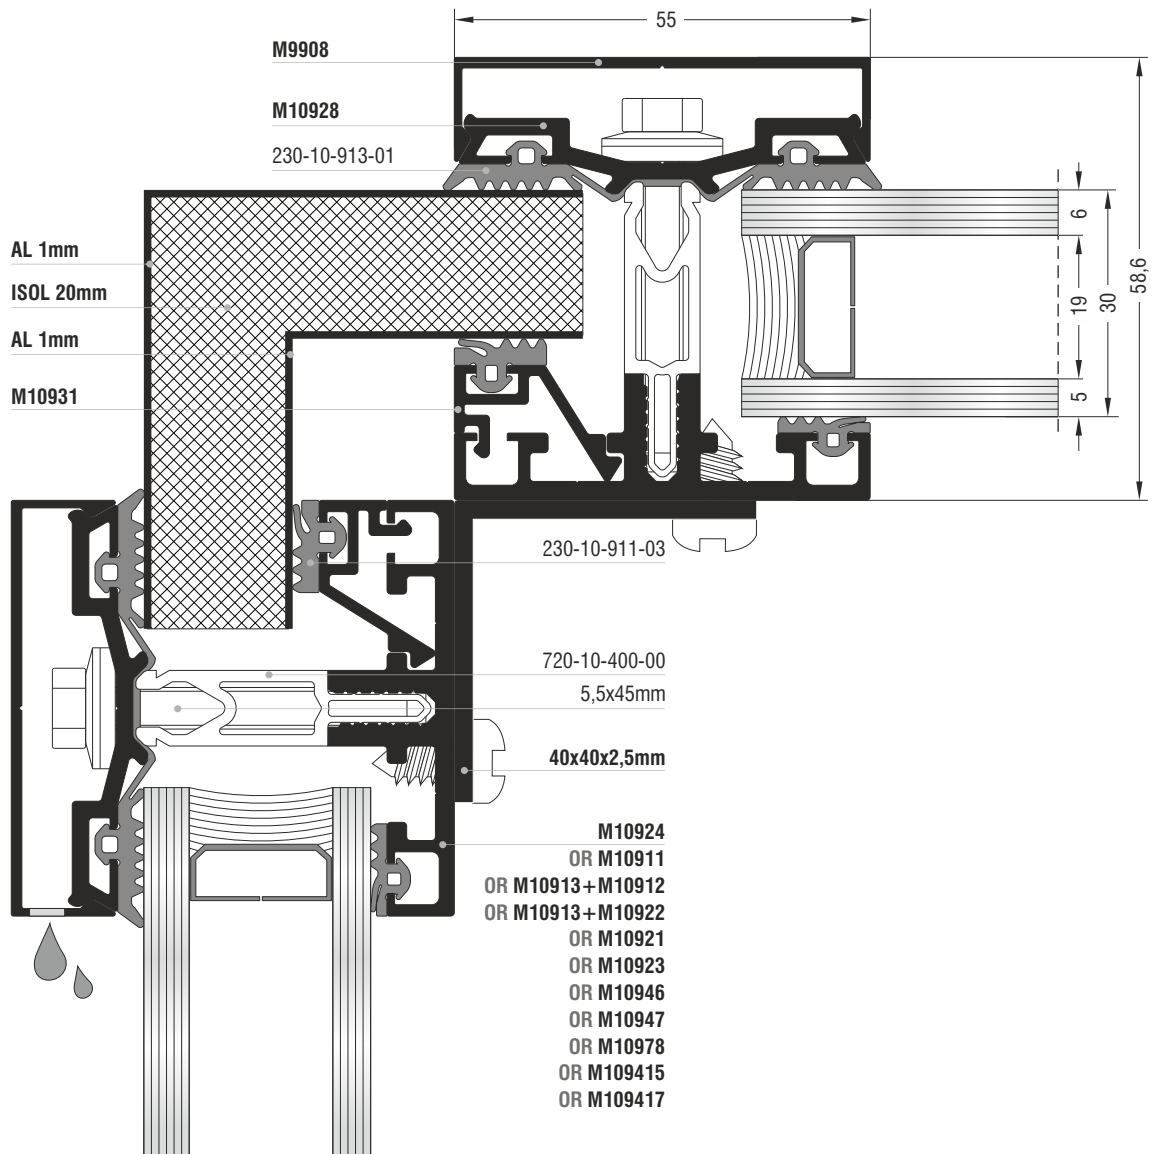 55
M9908
M10928
230-10-913-01
6
AL 1mm
58,6
ISOL 20mm
19
30
AL 1mm
M10931
5
230-10-911-03
720-10-400-00
5,5x45mm
40x40x2,5mm
M10924
OR M10911
OR M10913+M10912
OR M10913+M10922
OR M10921
OR M10923
OR M10946
OR M10947
OR M10978
OR M109415
OR M109417